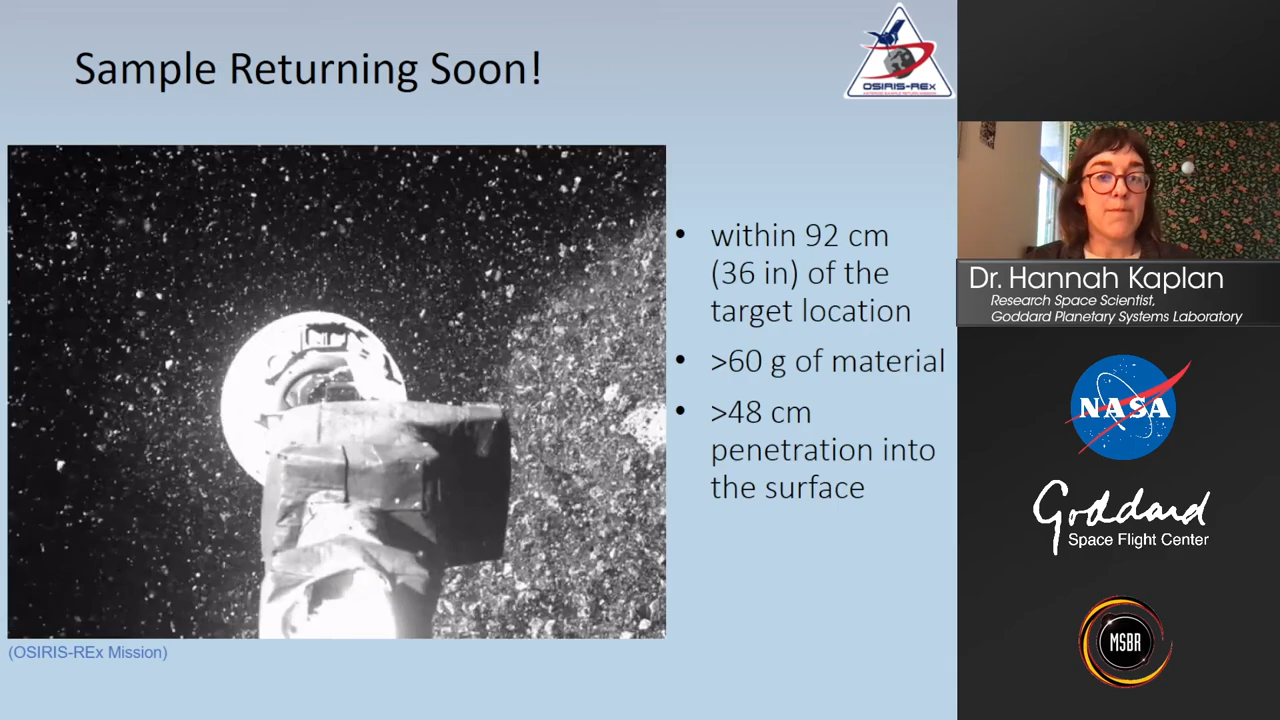 Sample Returning Soon!
OSIRIS-REx
• within 92 cm
(36 in) of the
target location
• >60 g of material
• >48 cm
penetration into
the surface
(OSIRIS-REx Mission)
Dr. Hannah Kaplan
Research Space Scientist,
Goddard Planetary Systems Laboratory
NASA
Goddard
Space Flight Center
MSBR